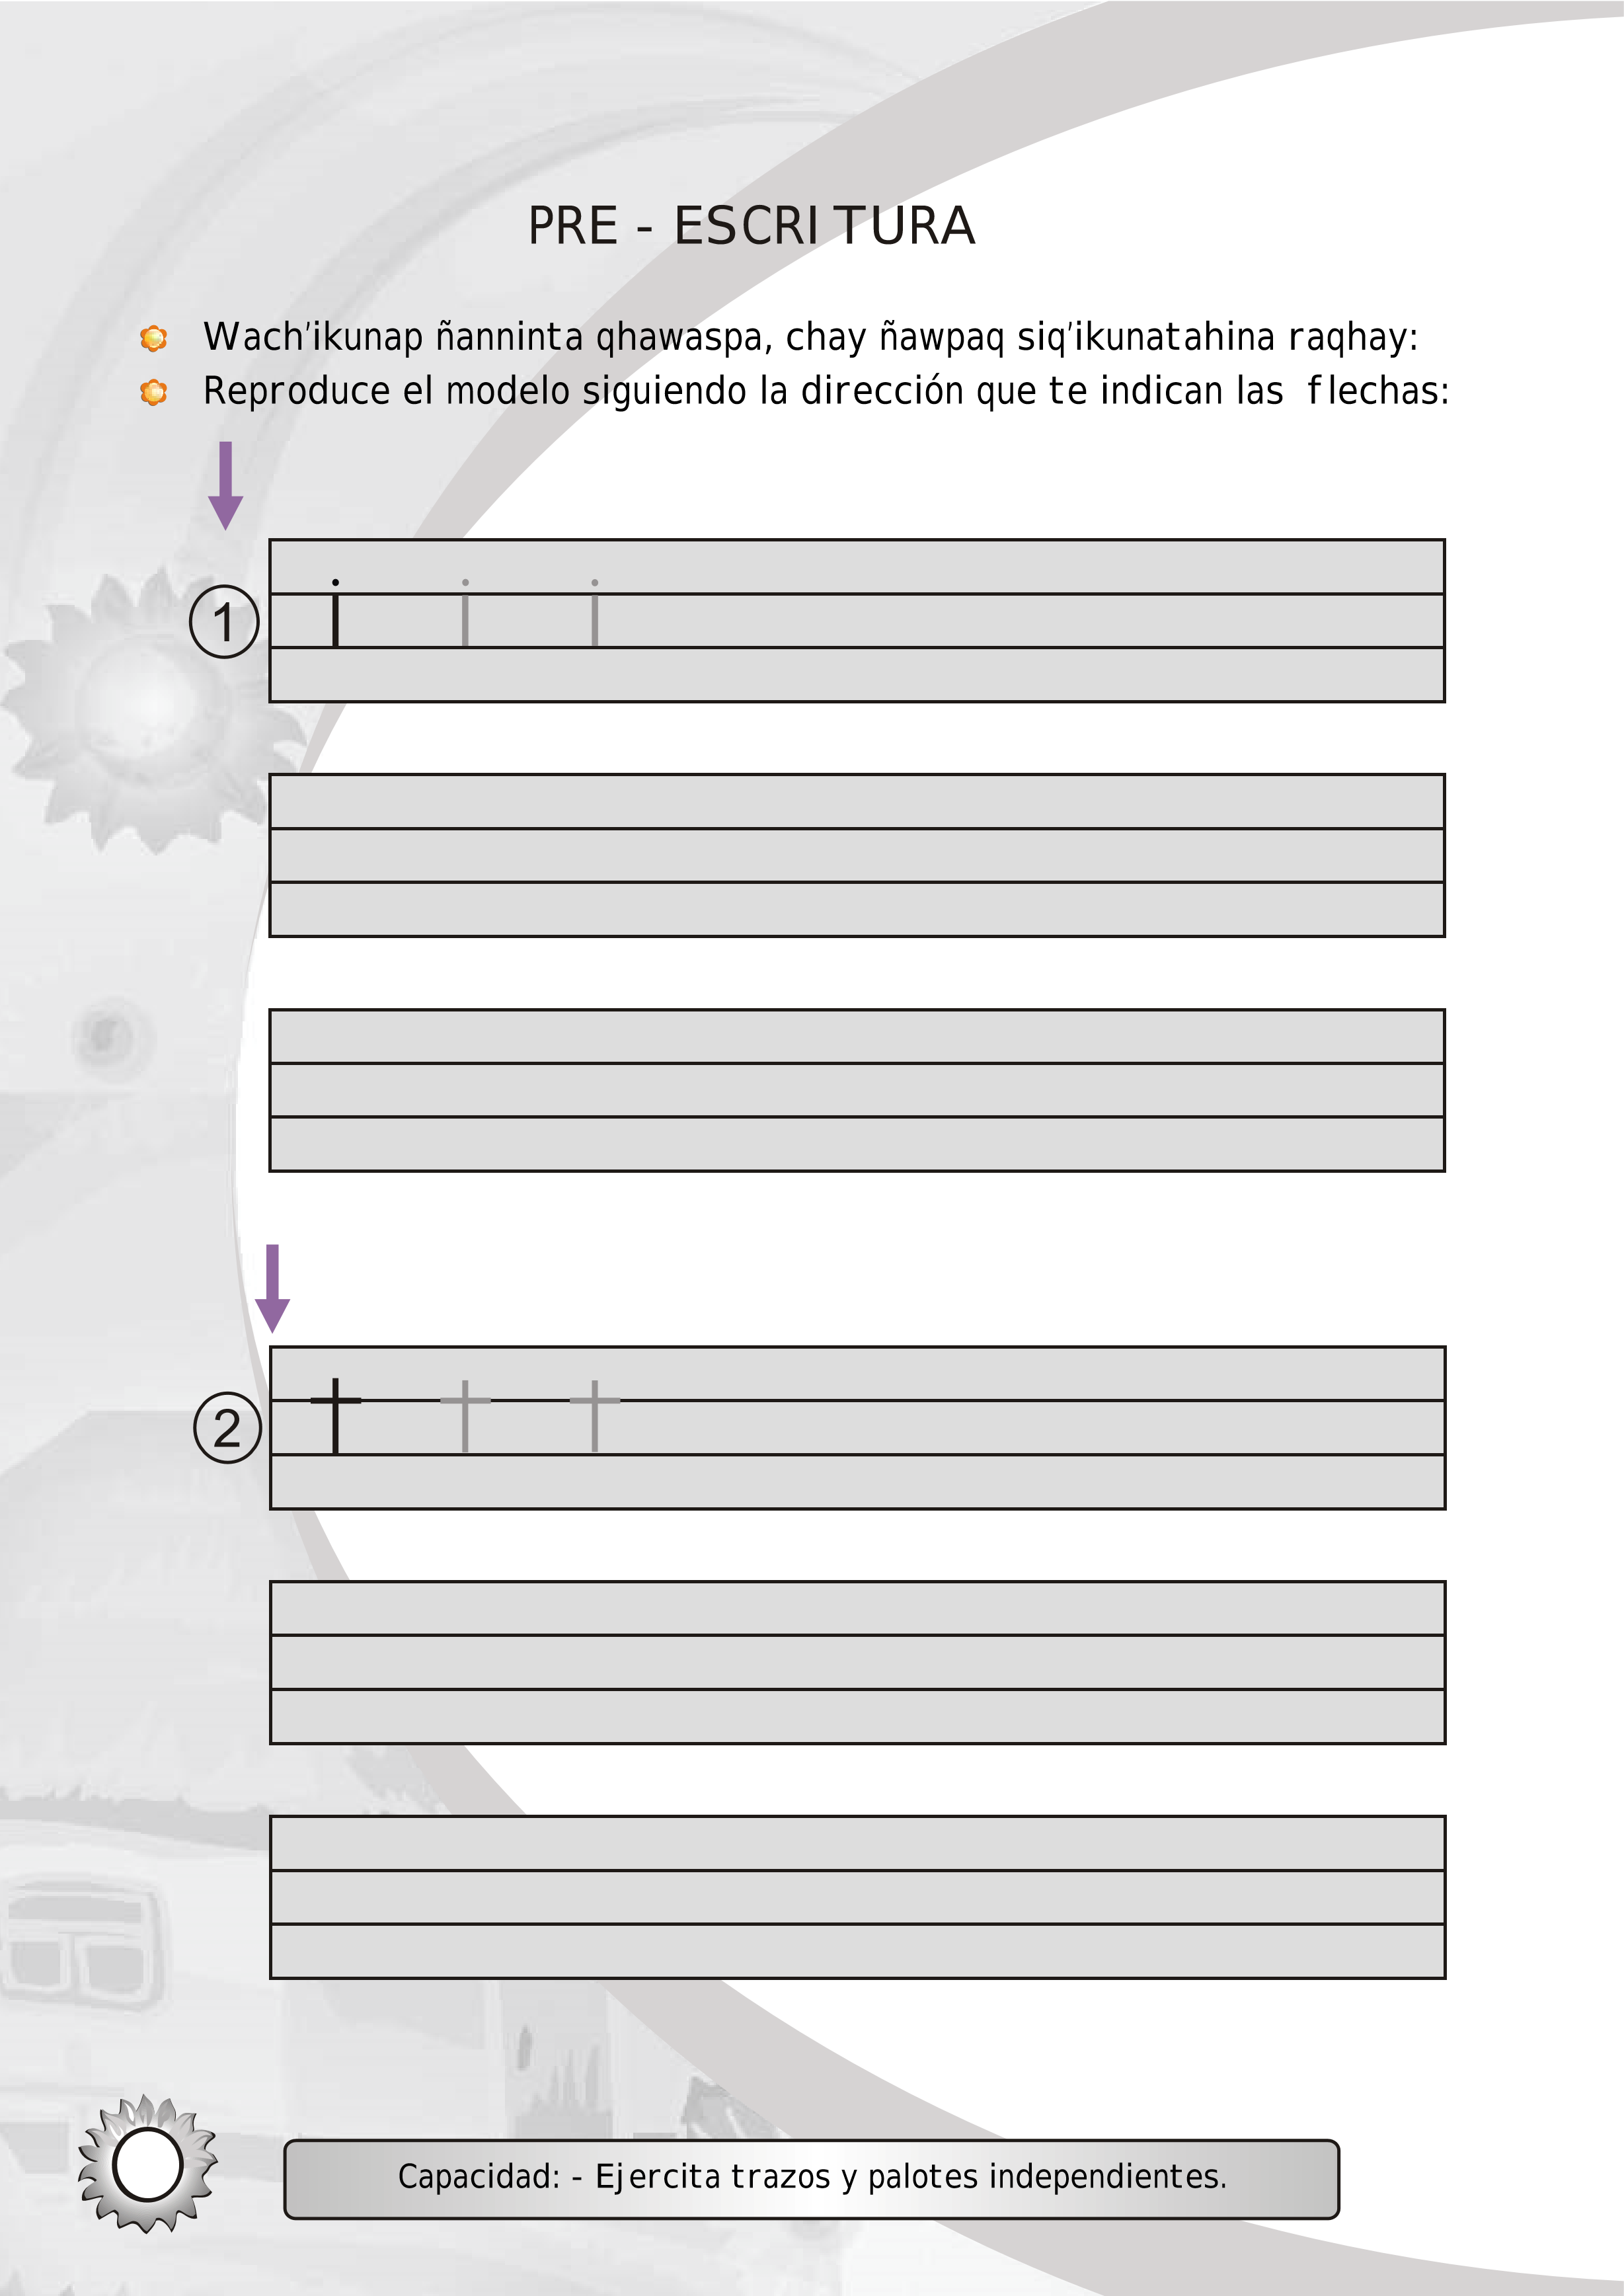 PRE - ESCRITURA
Wach'ikunap ñanninta qhawaspa, chay ñawpaq siq'ikunatahina raqhay:
Reproduce el modelo siguiendo la dirección que te indican las flechas:
1
i i i
2
t t t
Capacidad: - Ejercita trazos y palotes independientes.